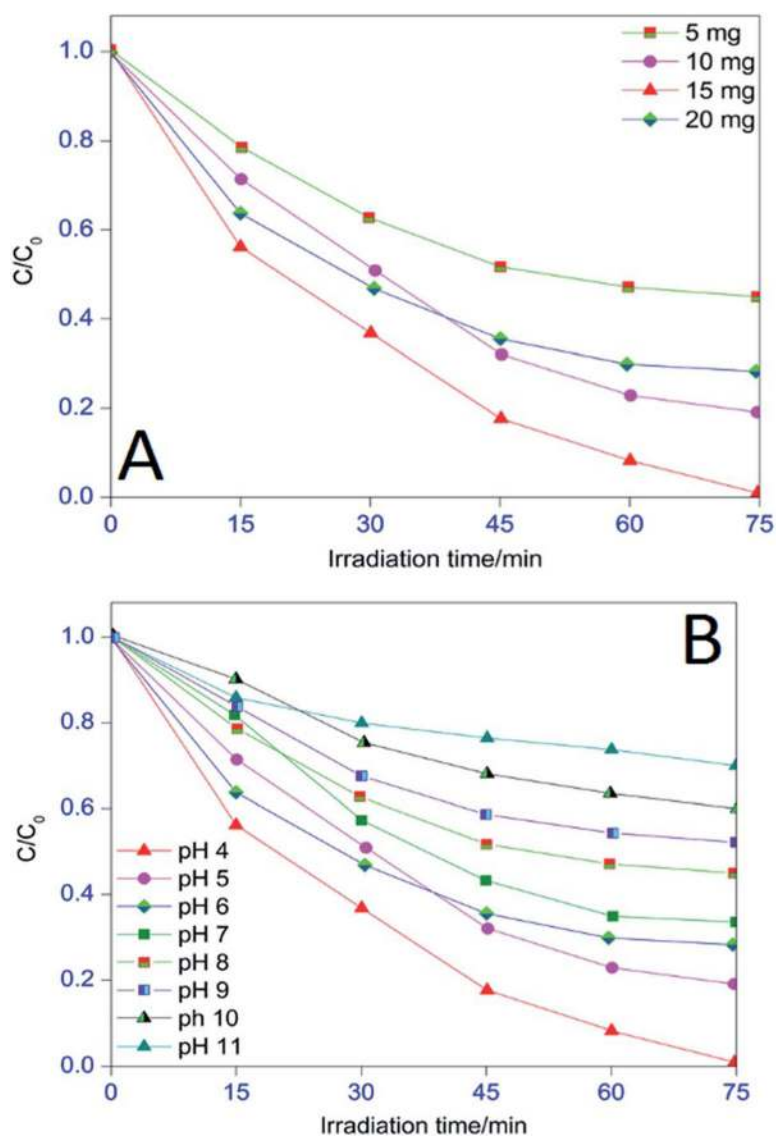 1.0
0.8
0.6
0.4
0.2
0.0
C/C0
5 mg
10 mg
15 mg
20 mg
A
0 15 30 45 60 75
Irradiation time/min
1.0
0.8
0.6
0.4
0.2
0.0
C/C0
B
pH 4
pH 5
pH 6
pH 7
pH 8
pH 9
ph 10
pH 11
0 15 30 45 60 75
Irradiation time/min